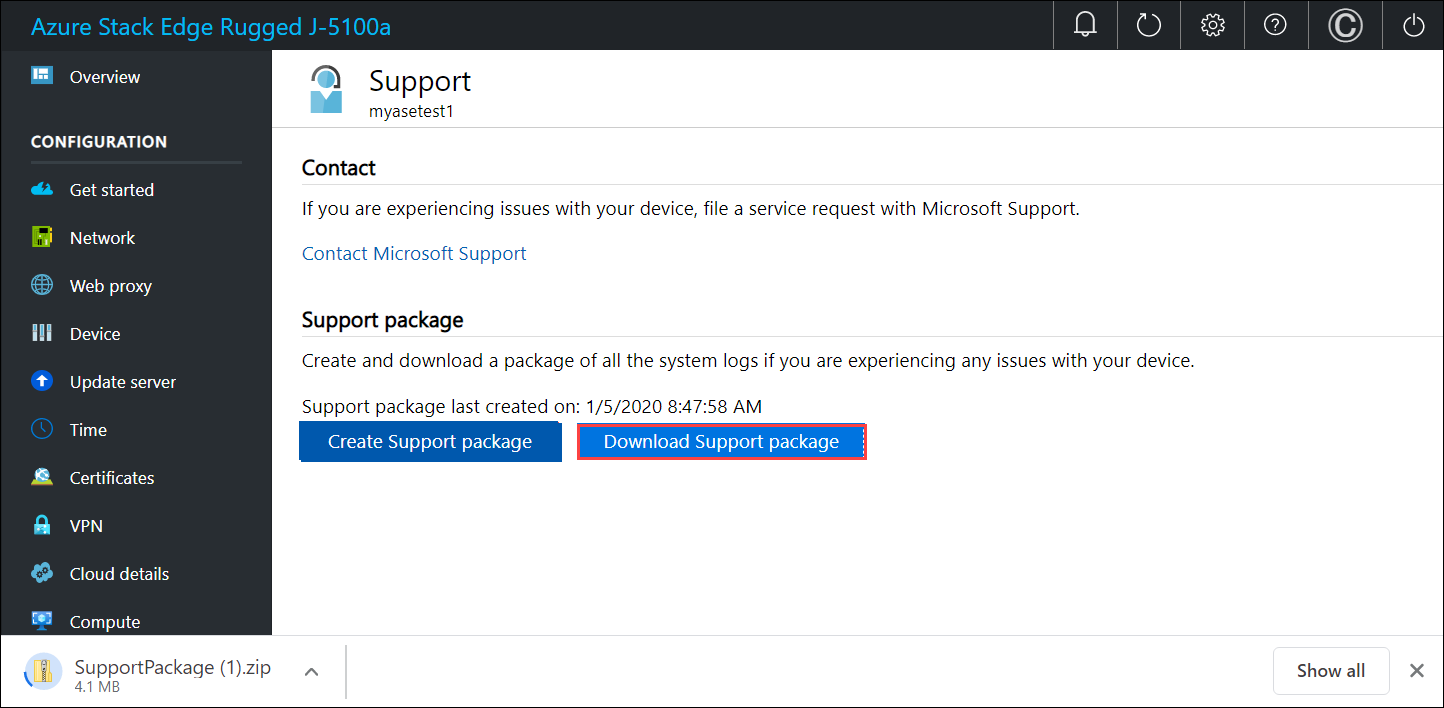 Azure Stack Edge Rugged J-5100a
Overview
CONFIGURATION
Get started
Network
Web proxy
Device
Update server
Time
Certificates
VPN
Cloud details
Compute
Support
myasetest1
Contact
If you are experiencing issues with your device, file a service request with Microsoft Support.
Contact Microsoft Support
Support package
Create and download a package of all the system logs if you are experiencing any issues with your device.
Support package last created on: 1/5/2020 8:47:58 AM
Create Support package
Download Support package
SupportPackage (1).zip
4.1 MB
Show all